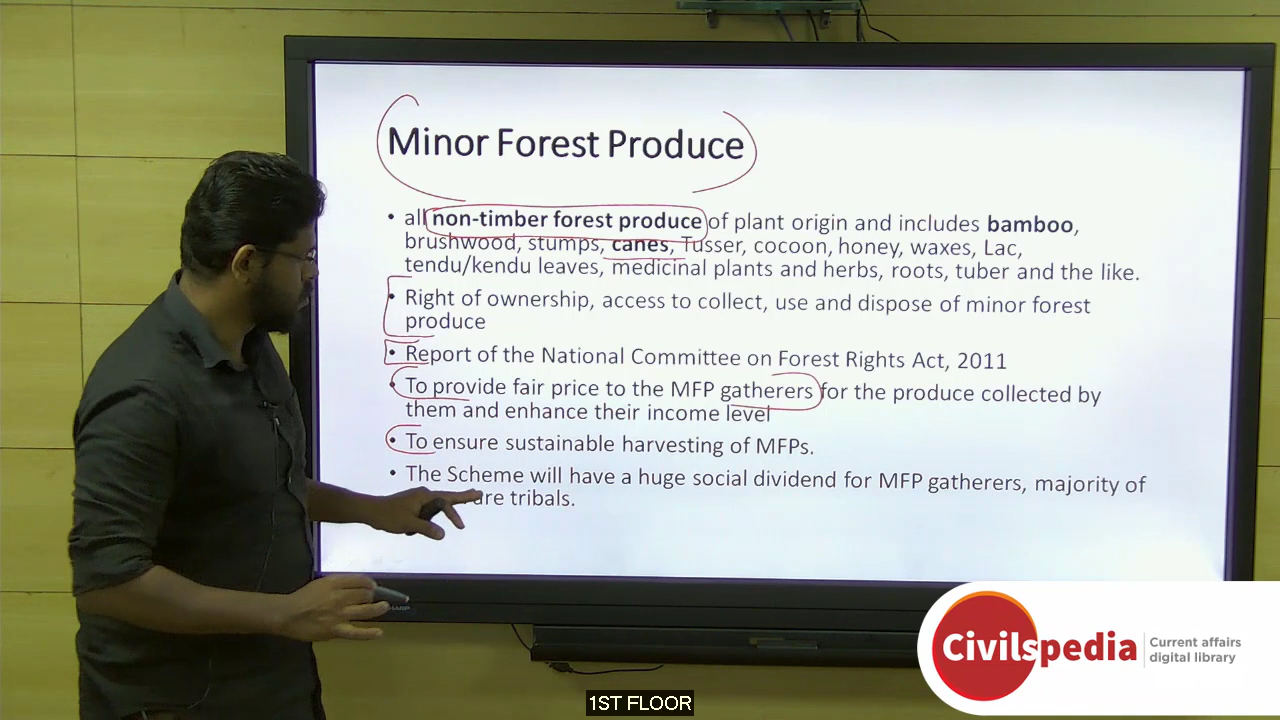 Minor Forest Produce
• all non-timber forest produce of plant origin and includes bamboo,
brushwood, stumps, canes, Tusser, cocoon, honey, waxes, Lac,
tendu/kendu leaves, medicinal plants and herbs, roots, tuber and the like.
• Right of ownership, access to collect, use and dispose of minor forest
produce
• Report of the National Committee on Forest Rights Act, 2011
• To provide fair price to the MFP gatherers for the produce collected by
them and enhance their income level
• To ensure sustainable harvesting of MFPs.
• The Scheme will have a huge social dividend for MFP gatherers, majority of
are tribals.
Civilspedia
Current affairs
digital library
1ST FLOOR